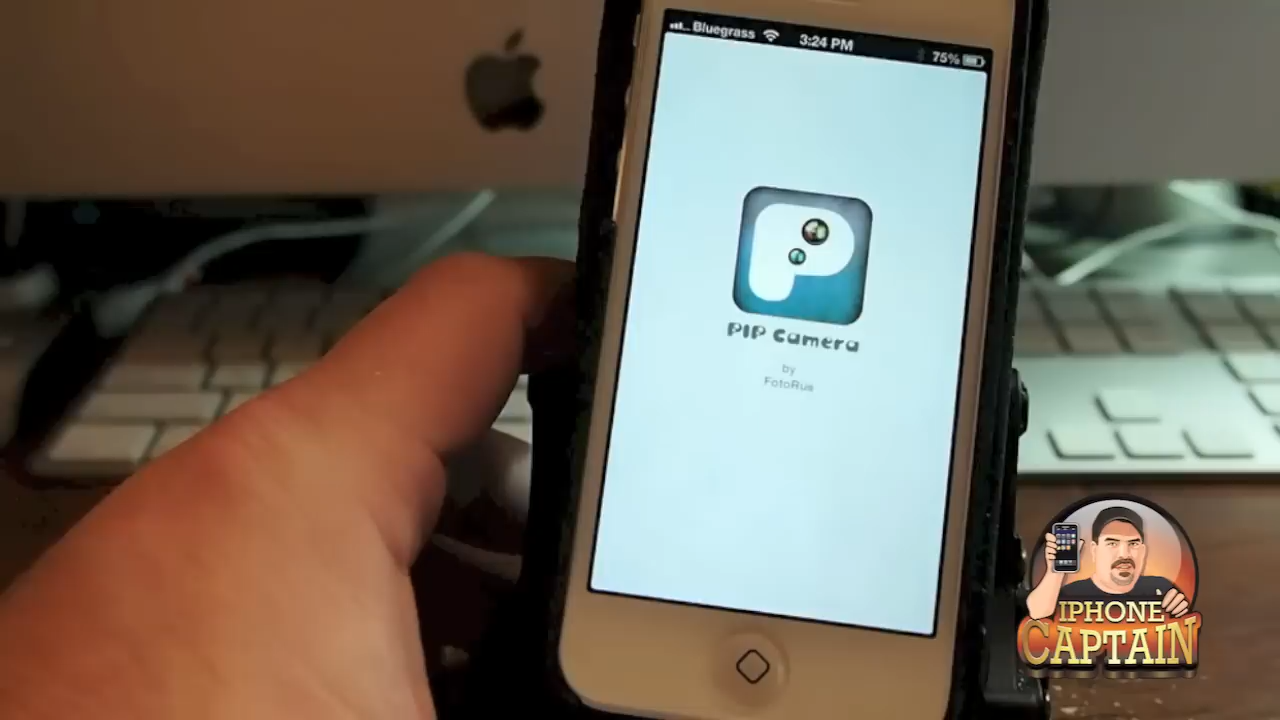 Bluegrass 3:24 PM 75%
PIP Camera
by
FotoRus
IPHONE
CAPTAIN